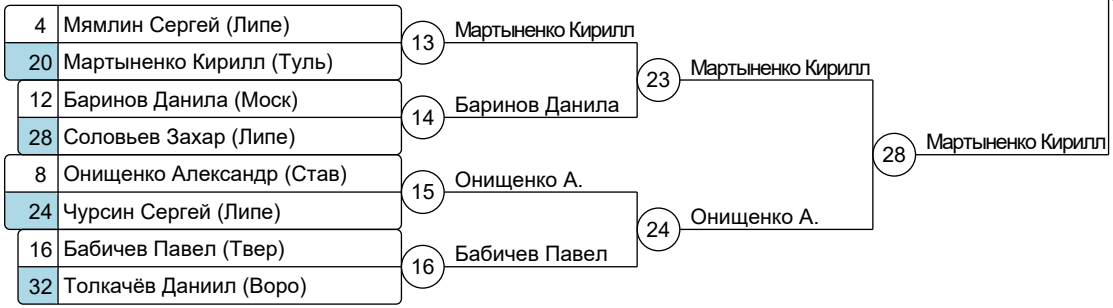 4 Мямлин Сергей (Липе)
20 Мартыненко Кирилл (Туль)
12 Баринов Данила (Моск)
28 Соловьев Захар (Липе)
8 Онищенко Александр (Став)
24 Чурсин Сергей (Липе)
16 Бабичев Павел (Твер)
32 Толкачёв Даниил (Воро)
13 Мартыненко Кирилл
14 Баринов Данила
15 Онищенко А.
16 Бабичев Павел
23 Мартыненко Кирилл
24 Онищенко А.
28 Мартыненко Кирилл